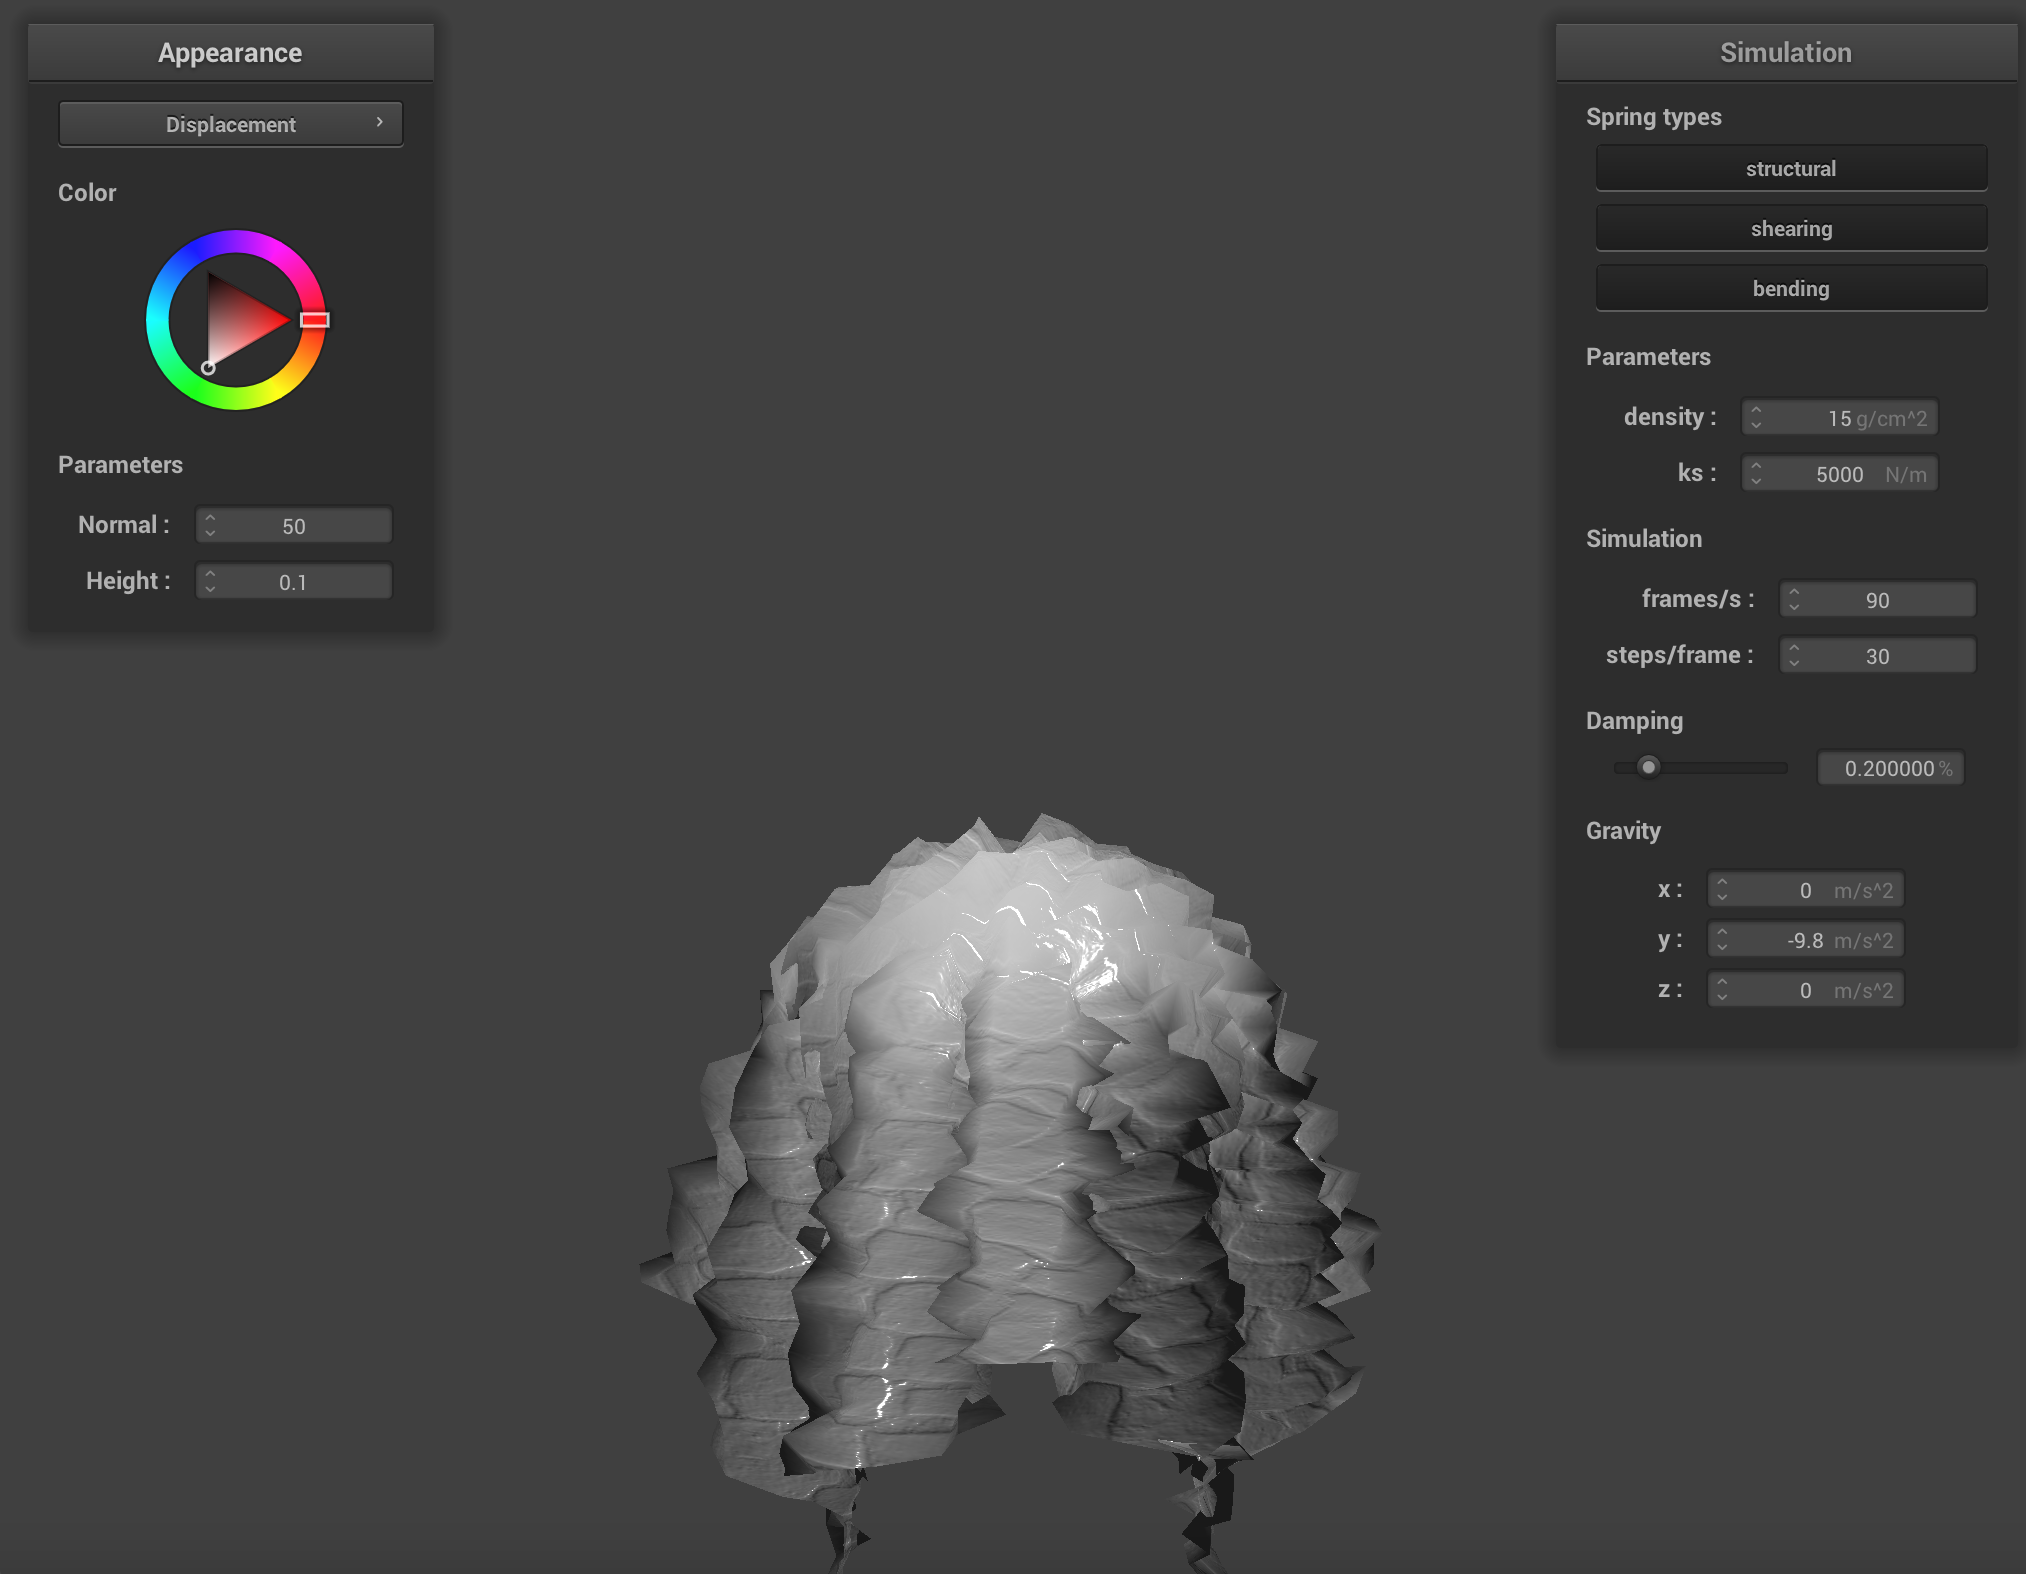 Appearance
Displacement
Color
Parameters
Normal : 50
Height : 0.1
Simulation
Spring types
structural
shearing
bending
Parameters
density : 15 g/cm^2
ks : 5000 N/m
Simulation
frames/s : 90
steps/frame : 30
Damping
0.200000 %
Gravity
x : 0 m/s^2
y : -9.8 m/s^2
z : 0 m/s^2